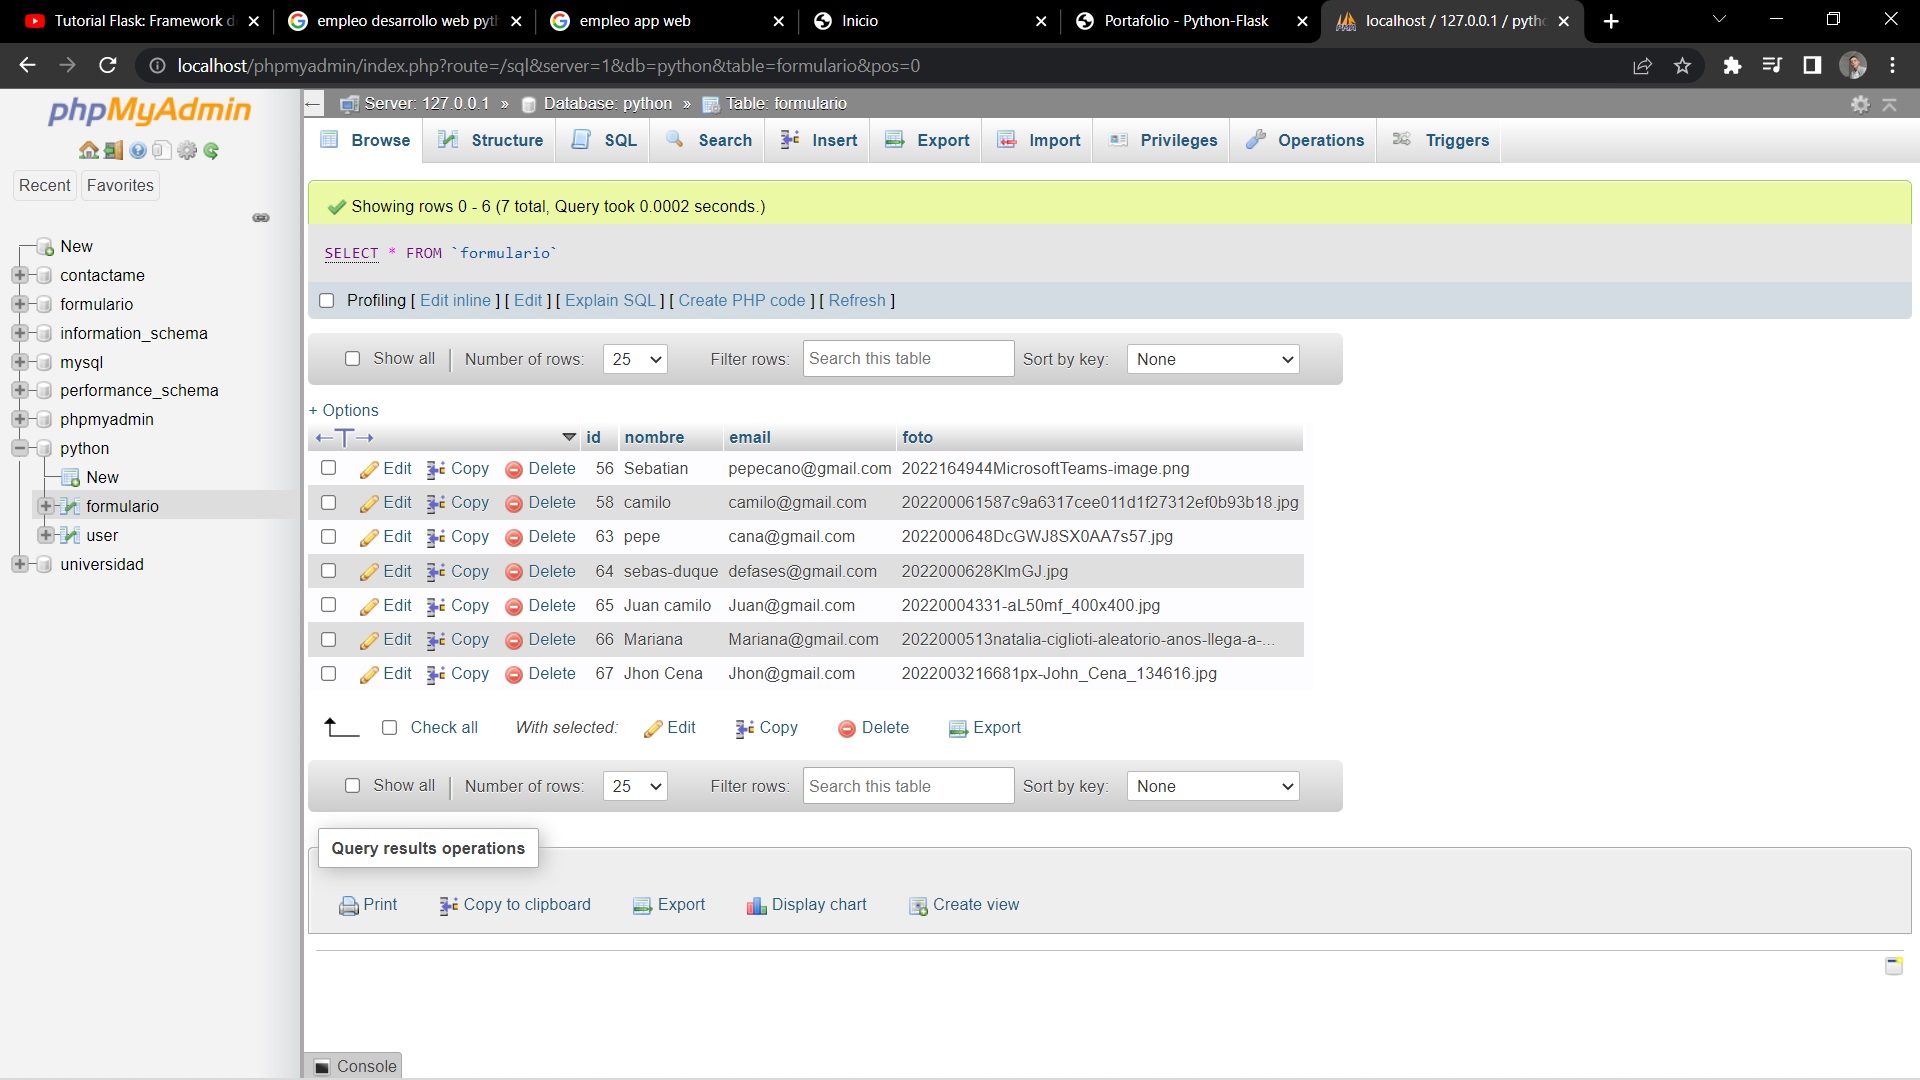 Tutorial Flask: Framework d
empleo desarrollo web pyth
empleo app web
Inicio
Portafolio - Python-Flask
localhost / 127.0.0.1 / pytho
localhost/phpmyadmin/index.php?route=/sql&server=1&db=python&table=formulario&pos=0
phpMyAdmin
Recent Favorites
New
contactame
formulario
information_schema
mysql
performance_schema
phpmyadmin
python
New
formulario
user
universidad
Server: 127.0.0.1 » Database: python » Table: formulario
Browse Structure SQL Search Insert Export Import Privileges Operations Triggers
Showing rows 0 - 6 (7 total, Query took 0.0002 seconds.)
SELECT * FROM `formulario`
Profiling [ Edit inline ] [ Edit ] [ Explain SQL ] [ Create PHP code ] [ Refresh ]
Show all Number of rows: 25 Filter rows: Search this table Sort by key: None
+ Options
←T→ id nombre email foto
Edit Copy Delete 56 Sebatian pepecano@gmail.com 2022164944MicrosoftTeams-image.png
Edit Copy Delete 58 camilo camilo@gmail.com 202200061587c9a6317cee011d1f27312ef0b93b18.jpg
Edit Copy Delete 63 pepe cana@gmail.com 2022000648DcGWJ8SX0AA7s57.jpg
Edit Copy Delete 64 sebas-duque defases@gmail.com 2022000628KlmGJ.jpg
Edit Copy Delete 65 Juan camilo Juan@gmail.com 20220004331-aL50mf_400x400.jpg
Edit Copy Delete 66 Mariana Mariana@gmail.com 2022000513natalia-ciglioti-aleatorio-anos-llega-a-...
Edit Copy Delete 67 Jhon Cena Jhon@gmail.com 2022003216681px-John_Cena_134616.jpg
Check all With selected: Edit Copy Delete Export
Show all Number of rows: 25 Filter rows: Search this table Sort by key: None
Query results operations
Print Copy to clipboard Export Display chart Create view
Console